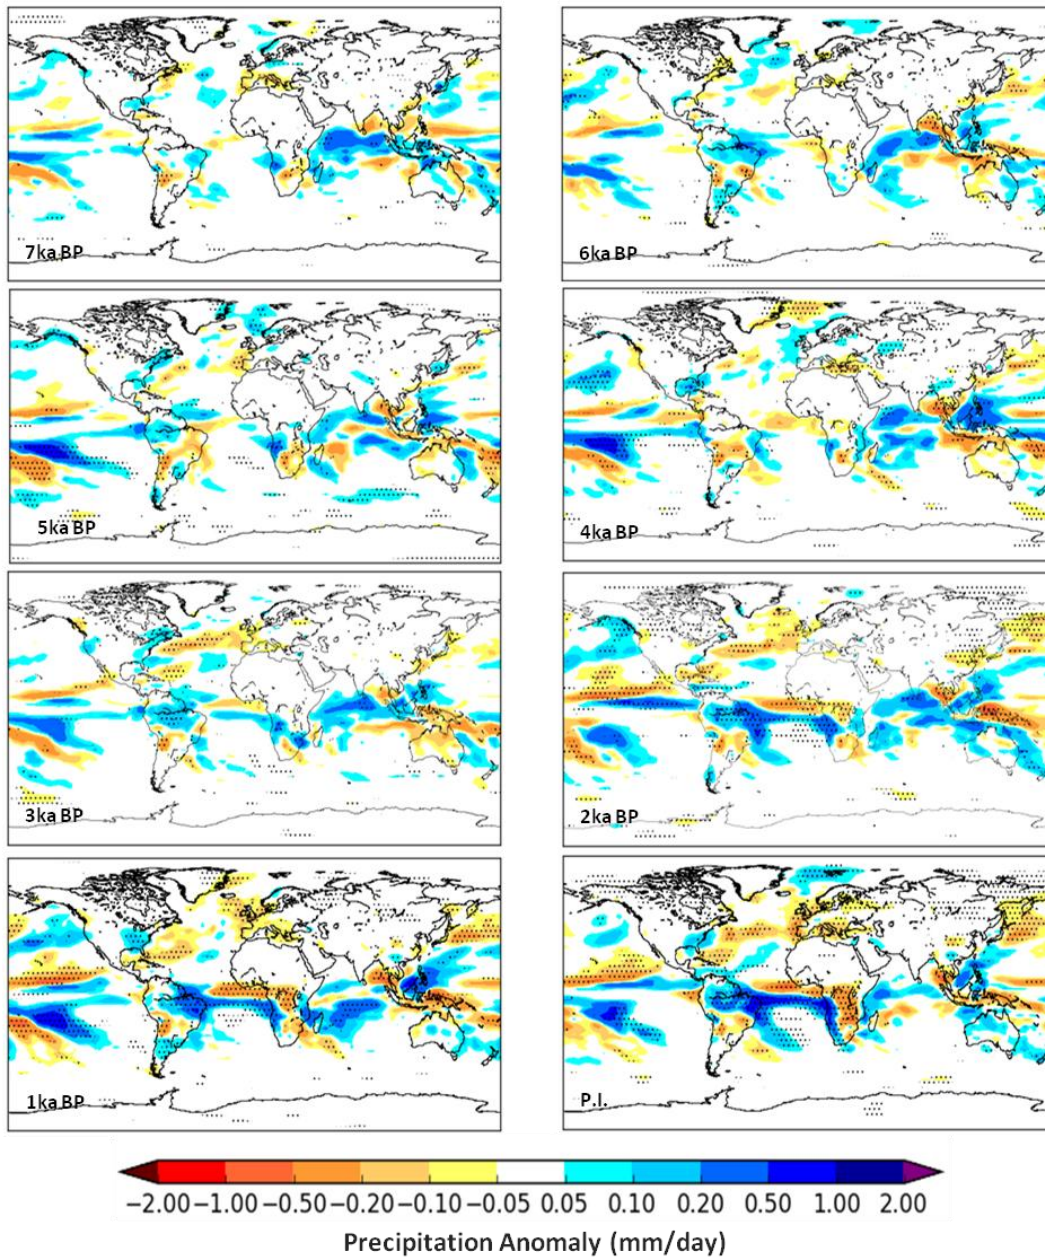 7ka BP
6ka BP
5ka BP
4ka BP
3ka BP
2ka BP
1ka BP
P.I.
−2.00 −1.00 −0.50 −0.20 −0.10 −0.05 0.05 0.10 0.20 0.50 1.00 2.00
Precipitation Anomaly (mm/day)